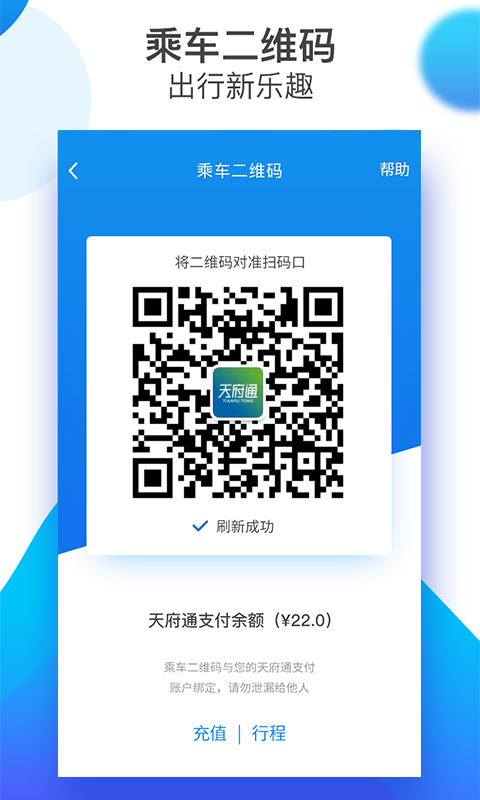 乘车二维码
出行新乐趣
乘车二维码
帮助
将二维码对准扫码口
天府通
TIANFU TONG
刷新成功
天府通支付余额（¥22.0）
乘车二维码与您的天府通支付
账户绑定，请勿泄漏给他人
充值 | 行程